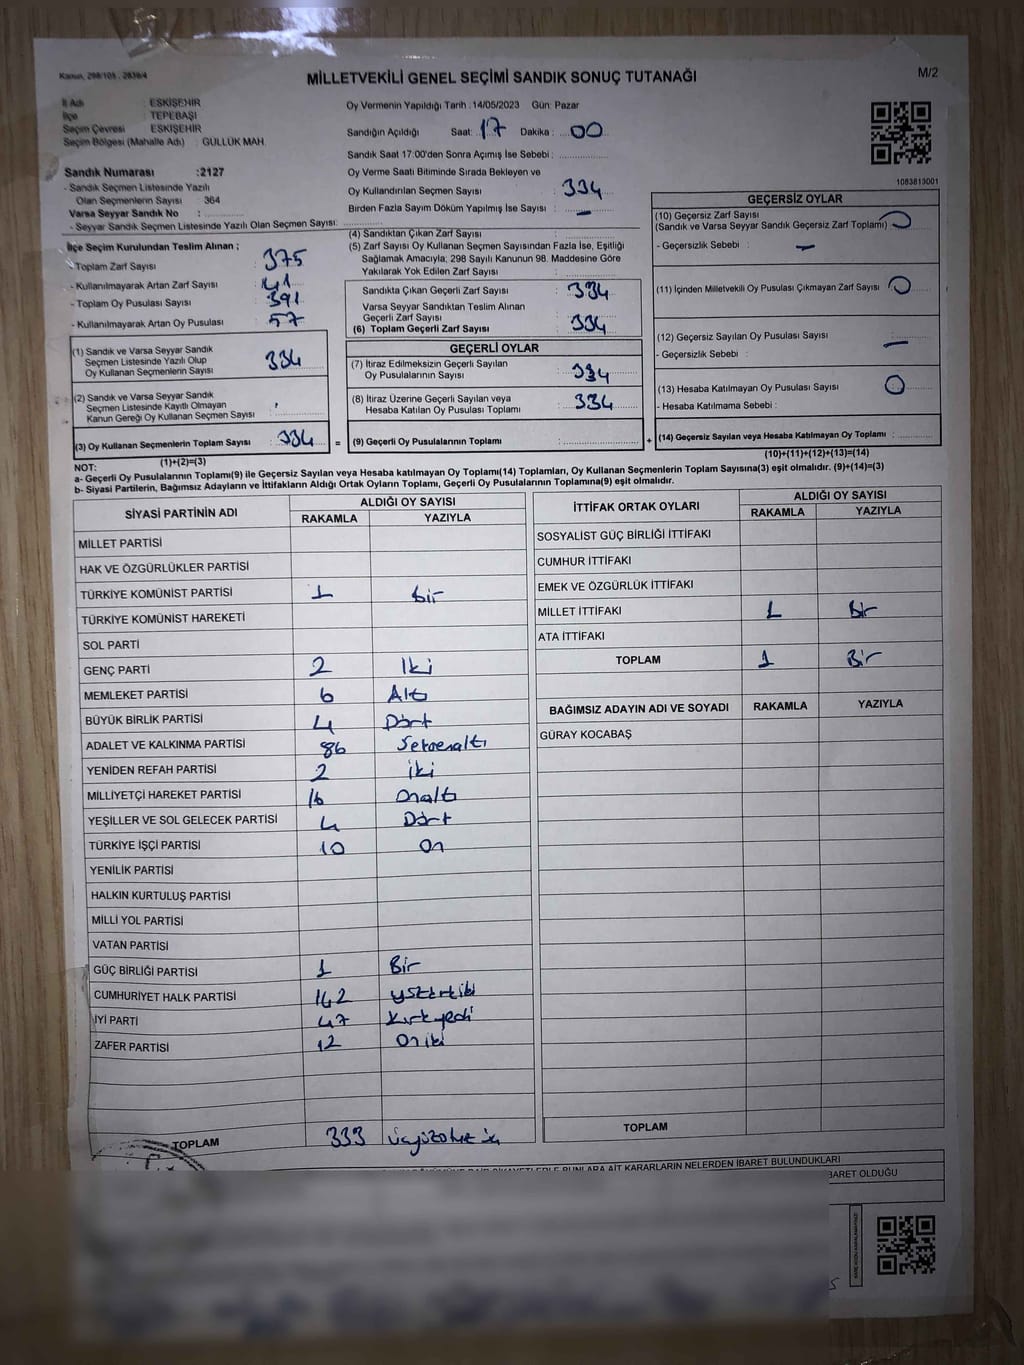 Kanun, 298/105 , 2839/4
MİLLETVEKİLİ GENEL SEÇİMİ SANDIK SONUÇ TUTANAĞI
M/2
İl Adı : ESKİŞEHİR
İlçe : TEPEBAŞI
Seçim Çevresi : ESKİŞEHİR
Seçim Bölgesi (Mahalle Adı) : GÜLLÜK MAH.
Oy Vermenin Yapıldığı Tarih : 14/05/2023 Gün: Pazar
Sandığın Açıldığı Saat: 17 Dakika : 00
Sandık Saat 17:00'den Sonra Açımış İse Sebebi :
Sandık Numarası :2127
- Sandık Seçmen Listesinde Yazılı
Olan Seçmenlerin Sayısı : 364
Varsa Seyyar Sandık No :
- Seyyar Sandık Seçmen Listesinde Yazılı Olan Seçmen Sayısı:
Oy Verme Saati Bitiminde Sırada Bekleyen ve
Oy Kullandırılan Seçmen Sayısı : 334
Birden Fazla Sayım Döküm Yapılmış İse Sayısı : –
1083813001
İlçe Seçim Kurulundan Teslim Alınan ;
- Toplam Zarf Sayısı : 375
- Kullanılmayarak Artan Zarf Sayısı : 41
- Toplam Oy Pusulası Sayısı : 391
- Kullanılmayarak Artan Oy Pusulası : 57
(4) Sandıktan Çıkan Zarf Sayısı :
(5) Zarf Sayısı Oy Kullanan Seçmen Sayısından Fazla İse, Eşitliği
Sağlamak Amacıyla; 298 Sayılı Kanunun 98. Maddesine Göre
Yakılarak Yok Edilen Zarf Sayısı :
Sandıkta Çıkan Geçerli Zarf Sayısı : 334
Varsa Seyyar Sandıktan Teslim Alınan
Geçerli Zarf Sayısı :
(6) Toplam Geçerli Zarf Sayısı : 334
GEÇERSİZ OYLAR
(10) Geçersiz Zarf Sayısı
(Sandık ve Varsa Seyyar Sandık Geçersiz Zarf Toplamı) 0
- Geçersizlik Sebebi : –
(11) İçinden Milletvekili Oy Pusulası Çıkmayan Zarf Sayısı 0
(12) Geçersiz Sayılan Oy Pusulası Sayısı : –
- Geçersizlik Sebebi :
(13) Hesaba Katılmayan Oy Pusulası Sayısı : 0
- Hesaba Katılmama Sebebi :
(14) Geçersiz Sayılan veya Hesaba Katılmayan Oy Toplamı :
(10)+(11)+(12)+(13)=(14)
(1) Sandık ve Varsa Seyyar Sandık
Seçmen Listesinde Yazılı Olup
Oy Kullanan Seçmenlerin Sayısı : 334
(2) Sandık ve Varsa Seyyar Sandık
Seçmen Listesinde Kayıtlı Olmayan
Kanun Gereği Oy Kullanan Seçmen Sayısı :
(3) Oy Kullanan Seçmenlerin Toplam Sayısı : 334 =
(1)+(2)=(3)
GEÇERLİ OYLAR
(7) İtiraz Edilmeksizin Geçerli Sayılan
Oy Pusulalarının Sayısı : 334
(8) İtiraz Üzerine Geçerli Sayılan veya
Hesaba Katılan Oy Pusulası Toplamı : 334
(9) Geçerli Oy Pusulalarının Toplamı : +
NOT:
a- Geçerli Oy Pusulalarının Toplamı(9) ile Geçersiz Sayılan veya Hesaba katılmayan Oy Toplamı(14) Toplamları, Oy Kullanan Seçmenlerin Toplam Sayısına(3) eşit olmalıdır. (9)+(14)=(3)
b- Siyasi Partilerin, Bağımsız Adayların ve İttifakların Aldığı Ortak Oyların Toplamı, Geçerli Oy Pusulalarının Toplamına(9) eşit olmalıdır.
SİYASİ PARTİNİN ADI
ALDIĞI OY SAYISI
RAKAMLA YAZIYLA
MİLLET PARTİSİ
HAK VE ÖZGÜRLÜKLER PARTİSİ
TÜRKİYE KOMÜNİST PARTİSİ 1 Bir
TÜRKİYE KOMÜNİST HAREKETİ
SOL PARTİ
GENÇ PARTİ 2 İki
MEMLEKET PARTİSİ 6 Altı
BÜYÜK BİRLİK PARTİSİ 4 Dört
ADALET VE KALKINMA PARTİSİ 86 Seksenaltı
YENİDEN REFAH PARTİSİ 2 iki
MİLLİYETÇİ HAREKET PARTİSİ 16 Onaltı
YEŞİLLER VE SOL GELECEK PARTİSİ 4 Dört
TÜRKİYE İŞÇİ PARTİSİ 10 On
YENİLİK PARTİSİ
HALKIN KURTULUŞ PARTİSİ
MİLLİ YOL PARTİSİ
VATAN PARTİSİ
GÜÇ BİRLİĞİ PARTİSİ 1 Bir
CUMHURİYET HALK PARTİSİ 142
İYİ PARTİ 47 Kırkyedi
ZAFER PARTİSİ 12 Oniki
TOPLAM 333
İTTİFAK ORTAK OYLARI
ALDIĞI OY SAYISI
RAKAMLA YAZIYLA
SOSYALİST GÜÇ BİRLİĞİ İTTİFAKI
CUMHUR İTTİFAKI
EMEK VE ÖZGÜRLÜK İTTİFAKI
MİLLET İTTİFAKI 1 Bir
ATA İTTİFAKI
TOPLAM 1 Bir
BAĞIMSIZ ADAYIN ADI VE SOYADI RAKAMLA YAZIYLA
GÜRAY KOCABAŞ
TOPLAM
KARARLARIN NELERDEN İBARET BULUNDUKLARI
İBARET OLDUĞU